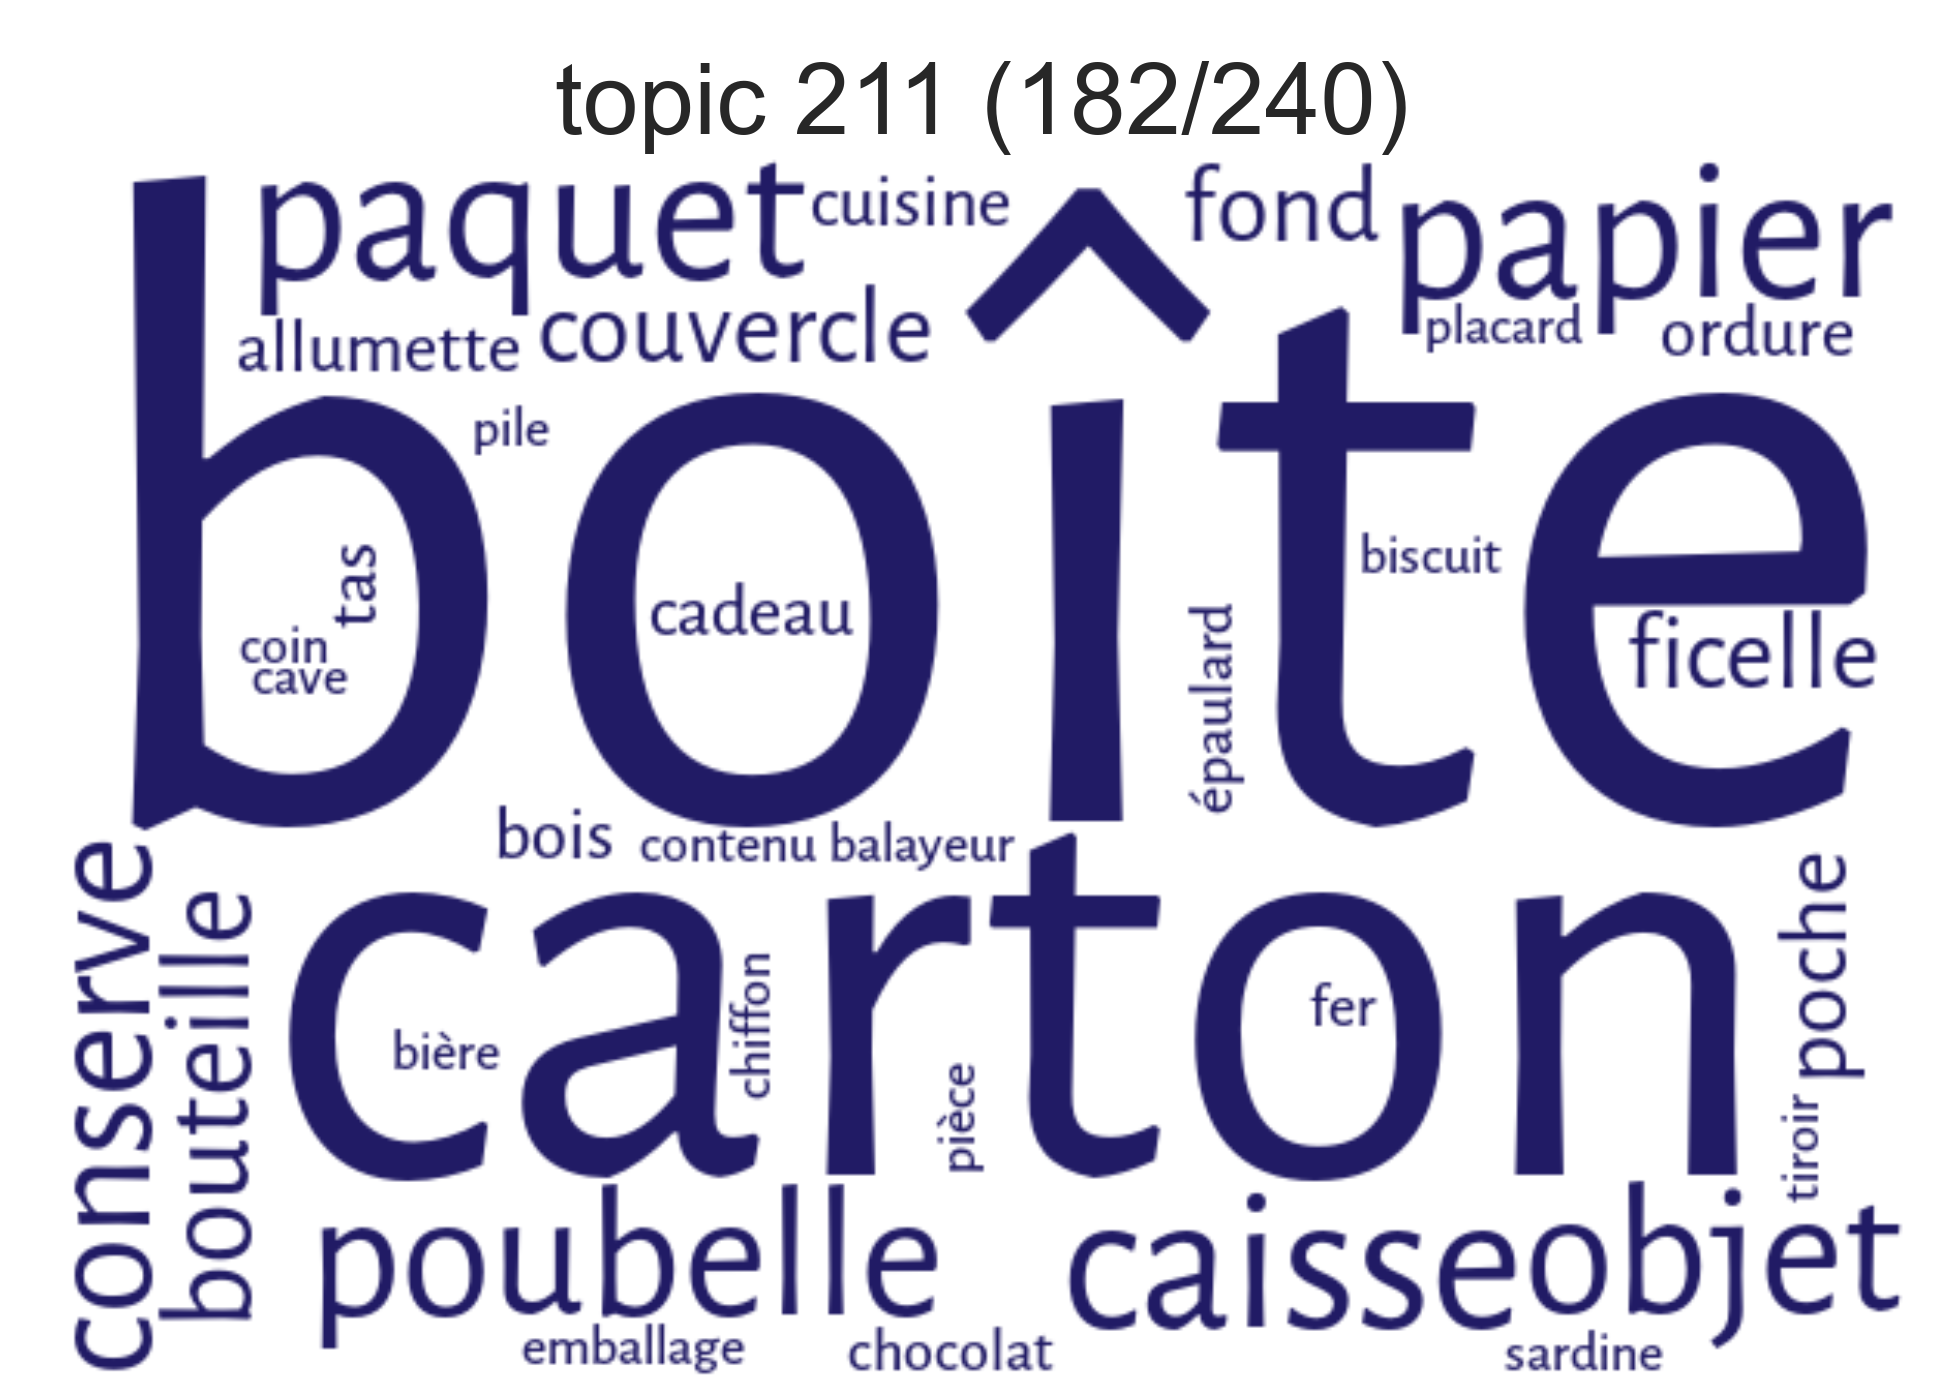 topic 211 (182/240)
paquet
cuisine
fond
papier
allumette
couvercle
placard
ordure
pile
boîte
tas
coin
cave
cadeau
biscuit
épaulard
ficelle
bois
contenu
balayeur
conserve
bouteille
carton
bière
chiffon
pièce
fer
poche
tiroir
poubelle
caisse
objet
emballage
chocolat
sardine